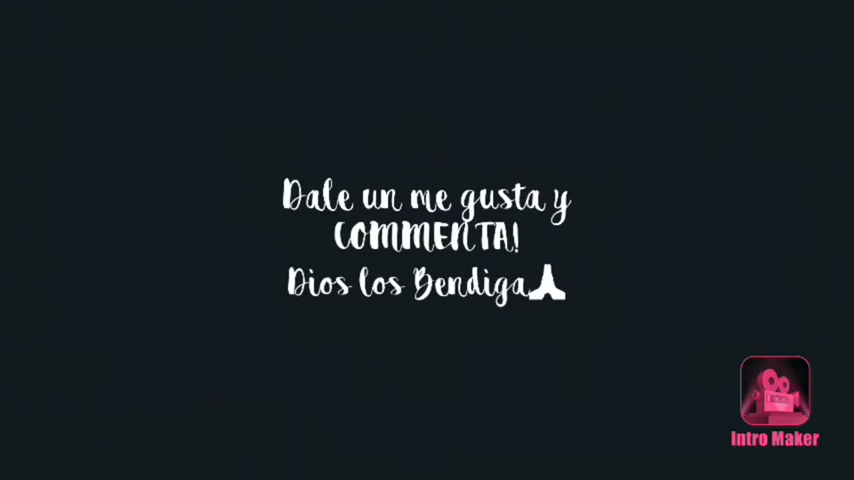 Dale un me gusta y
COMMENTA!
Dios los Bendiga🙏
Intro Maker